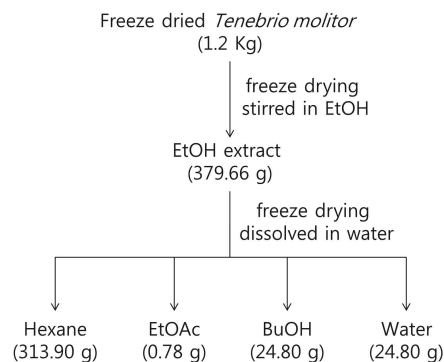 Freeze dried Tenebrio molitor
(1.2 Kg)
freeze drying
stirred in EtOH
EtOH extract
(379.66 g)
freeze drying
dissolved in water
Hexane EtOAc BuOH Water
(313.90 g) (0.78 g) (24.80 g) (24.80 g)